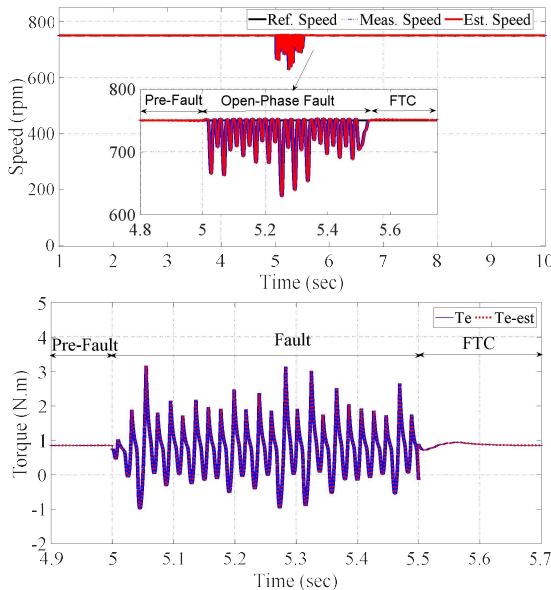 800
600
400
200
0
Speed (rpm)
Ref. Speed Meas. Speed Est. Speed
800
700
600
Pre-Fault Open-Phase Fault FTC
4.8 5 5.2 5.4 5.6
1 2 3 4 5 6 7 8 9 10
Time (sec)
5
4
3
2
1
0
-1
-2
Torque (N.m)
Te Te-est
Pre-Fault Fault FTC
4.9 5 5.1 5.2 5.3 5.4 5.5 5.6 5.7
Time (sec)